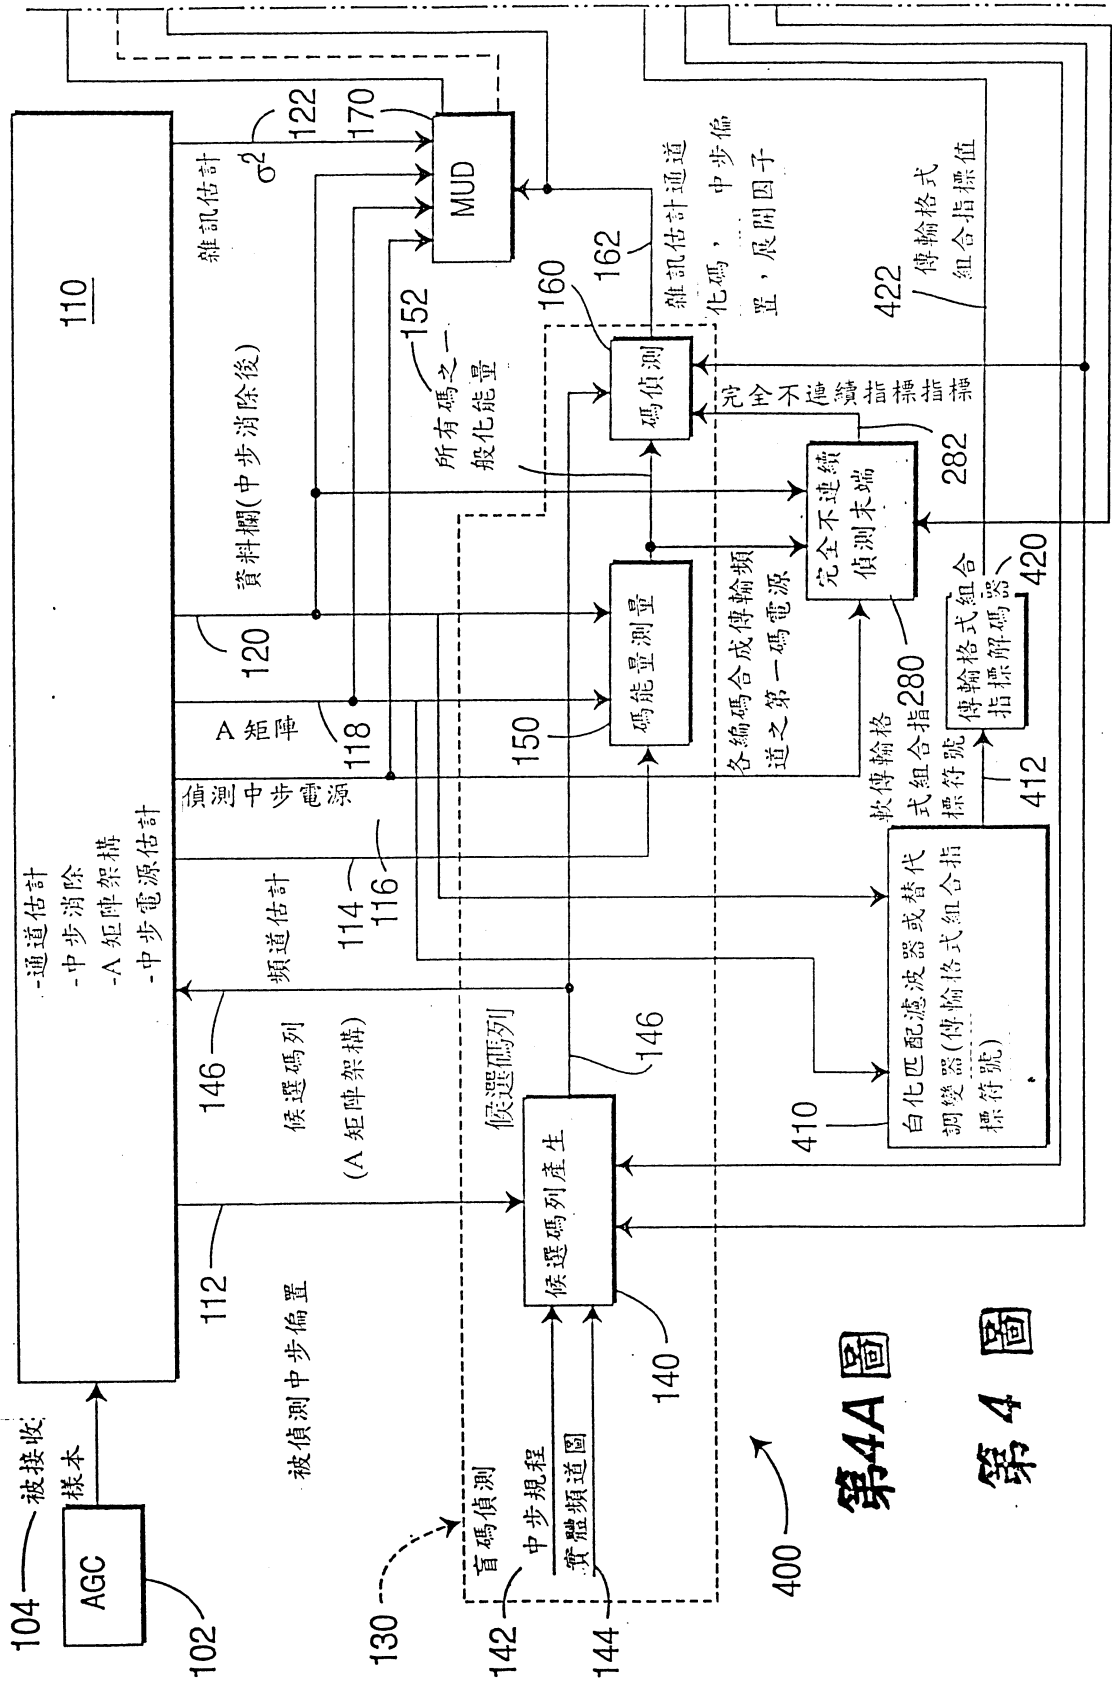 104
被接收
樣本
AGC
102
110
-通道估計
-中步消除
-A矩陣架構
-中步電源估計
112
被偵測中步偏置
146
候選碼列
(A矩陣架構)
頻道估計
114
116
偵測中步電源
A矩陣
118
120
資料欄(中步消除後)
雜訊估計
σ²
122
170
MUD
130
盲碼偵測
142
中步規程
實體頻道圖
144
候選碼列產生
140
候選碼列
146
150
碼能量測量
152
所有碼之一
般化能量
160
碼偵測
162
雜訊估計通道
化碼，中步偏
置，展開因子
各編碼合成傳輸頻
道之第一碼電源
完全不連續指標指標
完全不連續
偵測末端
280
282
410
白化匹配濾波器或替代
調變器(傳輸格式組合指
標符號)
軟傳輸格
式組合指
標符號
412
傳輸格式組合
指標解碼器
420
422
傳輸格式
組合指標值
400
第4A圖
第4圖